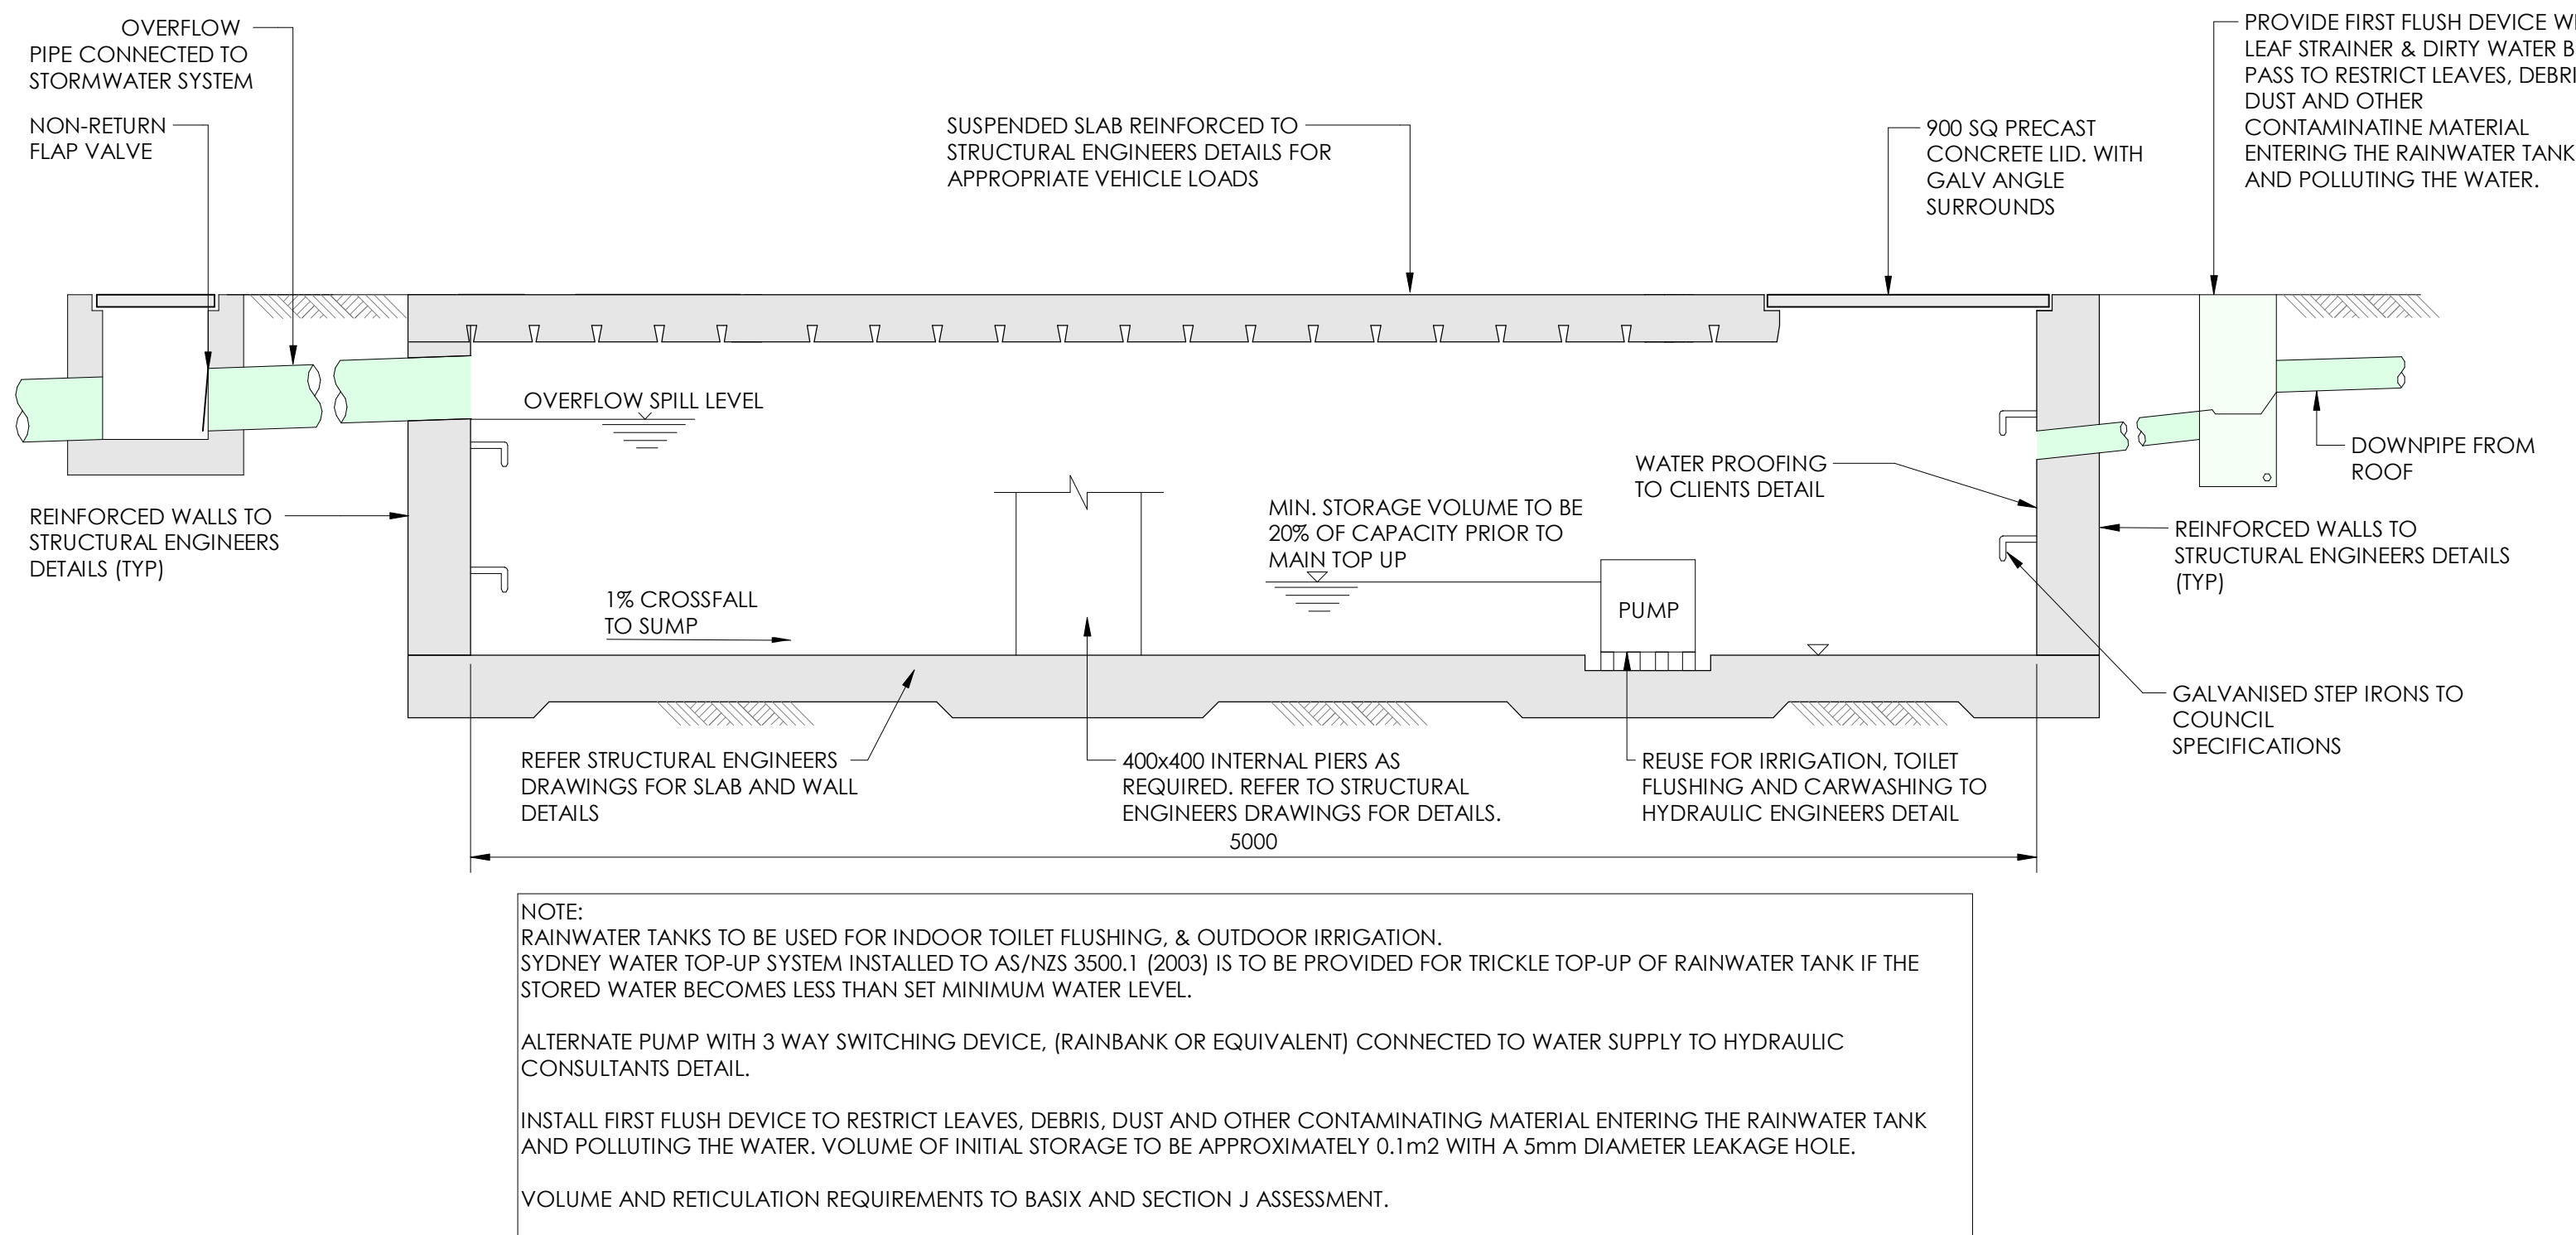 OVERFLOW
PIPE CONNECTED TO
STORMWATER SYSTEM
NON-RETURN
FLAP VALVE
SUSPENDED SLAB REINFORCED TO
STRUCTURAL ENGINEERS DETAILS FOR
APPROPRIATE VEHICLE LOADS
900 SQ PRECAST
CONCRETE LID. WITH
GALV ANGLE
SURROUNDS
PROVIDE FIRST FLUSH DEVICE
LEAF STRAINER & DIRTY WATER
PASS TO RESTRICT LEAVES,
DUST AND OTHER
CONTAMINATINE MATERIAL
ENTERING THE RAINWATER TANK
AND POLLUTING THE WATER.
OVERFLOW SPILL LEVEL
REINFORCED WALLS TO
STRUCTURAL ENGINEERS
DETAILS (TYP)
1% CROSSFALL
TO SUMP
MIN. STORAGE VOLUME TO BE
20% OF CAPACITY PRIOR TO
MAIN TOP UP
WATER PROOFING
TO CLIENTS DETAIL
PUMP
DOWNPIPE FROM
ROOF
REINFORCED WALLS TO
STRUCTURAL ENGINEERS DETAILS
(TYP)
GALVANISED STEP IRONS TO
COUNCIL
SPECIFICATIONS
REFER STRUCTURAL ENGINEERS
DRAWINGS FOR SLAB AND WALL
DETAILS
400x400 INTERNAL PIERS AS
REQUIRED. REFER TO STRUCTURAL
ENGINEERS DRAWINGS FOR DETAILS.
REUSE FOR IRRIGATION, TOILET
FLUSHING AND CARWASHING TO
HYDRAULIC ENGINEERS DETAIL
5000
NOTE:
RAINWATER TANKS TO BE USED FOR INDOOR TOILET FLUSHING, & OUTDOOR IRRIGATION.
SYDNEY WATER TOP-UP SYSTEM INSTALLED TO AS/NZS 3500.1 (2003) IS TO BE PROVIDED FOR TRICKLE TOP-UP OF RAINWATER TANK IF THE
STORED WATER BECOMES LESS THAN SET MINIMUM WATER LEVEL.
ALTERNATE PUMP WITH 3 WAY SWITCHING DEVICE, (RAINBANK OR EQUIVALENT) CONNECTED TO WATER SUPPLY TO HYDRAULIC
CONSULTANTS DETAIL.
INSTALL FIRST FLUSH DEVICE TO RESTRICT LEAVES, DEBRIS, DUST AND OTHER CONTAMINATING MATERIAL ENTERING THE RAINWATER TANK
AND POLLUTING THE WATER. VOLUME OF INITIAL STORAGE TO BE APPROXIMATELY 0.1m2 WITH A 5mm DIAMETER LEAKAGE HOLE.
VOLUME AND RETICULATION REQUIREMENTS TO BASIX AND SECTION J ASSESSMENT.